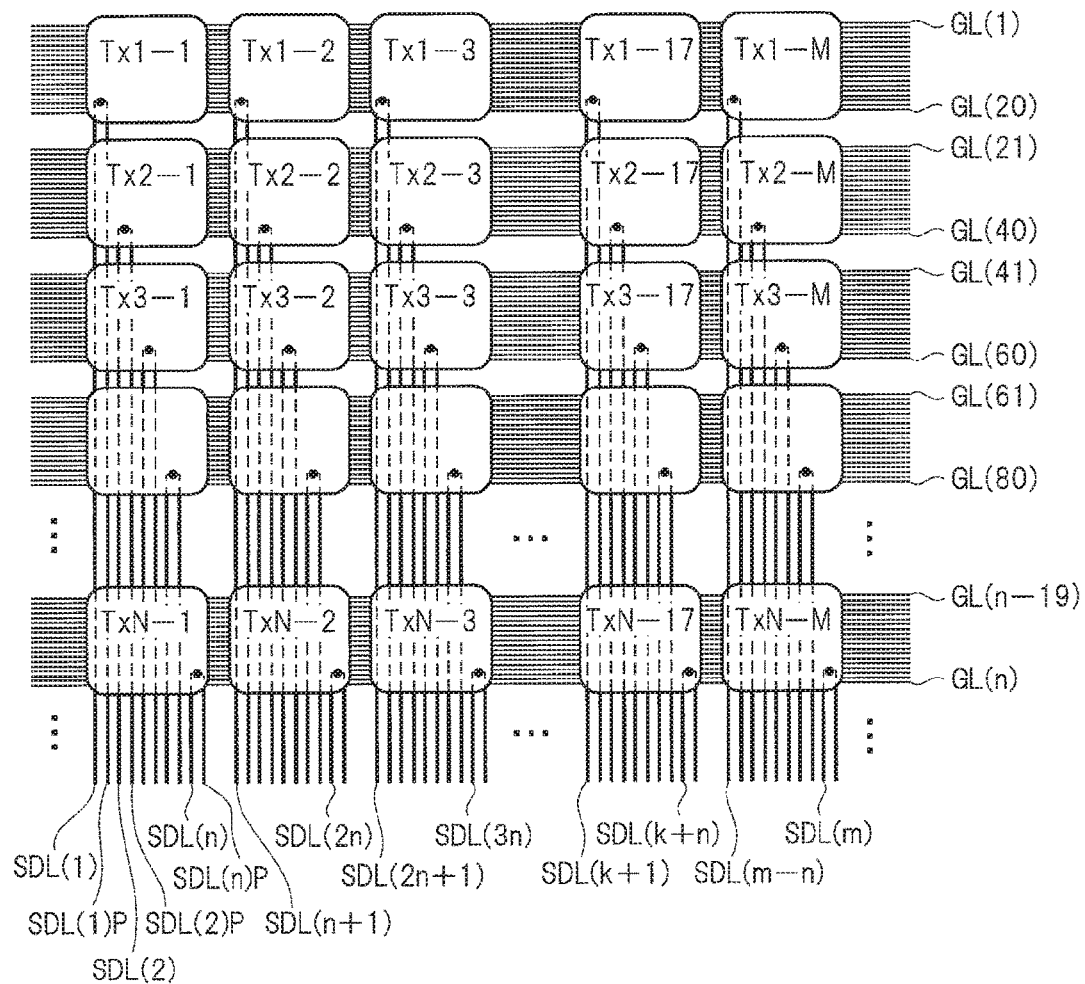 Tx1-1 Tx1-2 Tx1-3 Tx1-17 Tx1-M GL(1)
GL(20)
Tx2-1 Tx2-2 Tx2-3 Tx2-17 Tx2-M GL(21)
GL(40)
Tx3-1 Tx3-2 Tx3-3 Tx3-17 Tx3-M GL(41)
GL(60)
GL(61)
GL(80)
TxN-1 TxN-2 TxN-3 TxN-17 TxN-M GL(n-19)
GL(n)
SDL(n) SDL(2n) SDL(3n) SDL(k+n) SDL(m)
SDL(1) SDL(n)P SDL(2n+1) SDL(k+1) SDL(m-n)
SDL(1)P SDL(2)P SDL(n+1)
SDL(2)